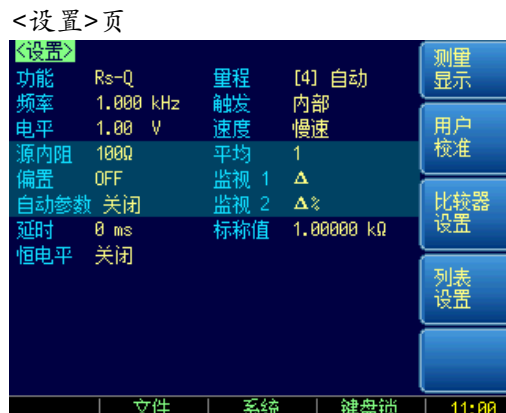 <设置>页
<设置>
功能 Rs-Q 量程 [4] 自动
频率 1.000 kHz 触发 内部
电平 1.00 V 速度 慢速
源内阻 100Ω 平均 1
偏置 OFF 监视 1 Δ
自动参数 关闭 监视 2 Δ%
延时 0 ms 标称值 1.00000 kΩ
恒电平 关闭
测量
显示
用户
校准
比较器
设置
列表
设置
文件 系统 键盘锁 11:00